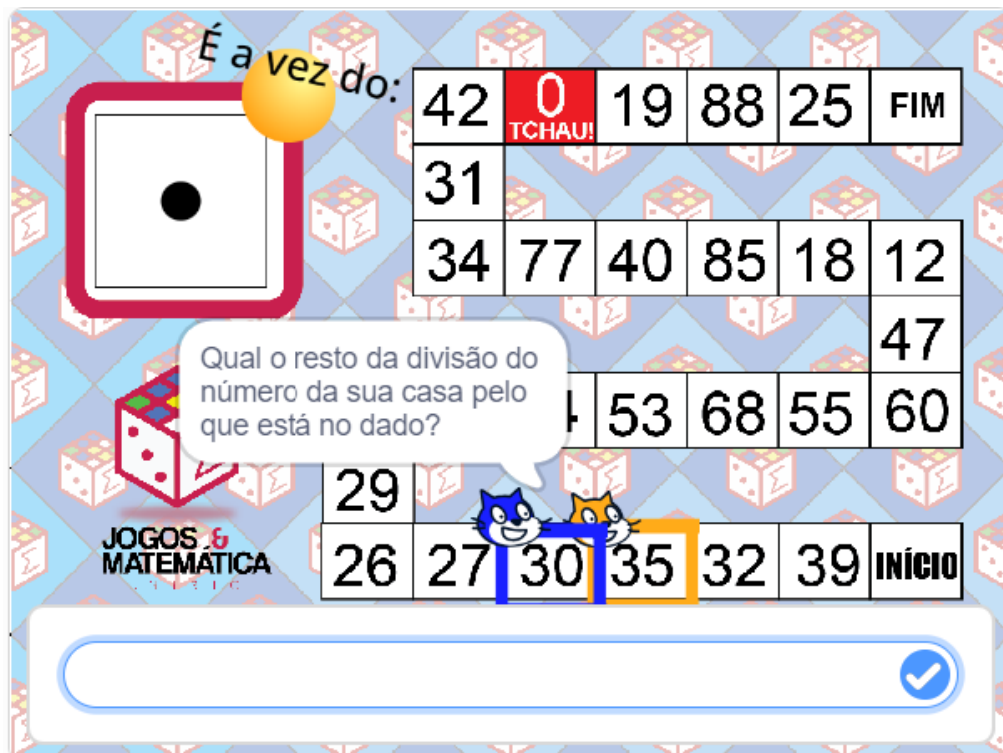 É a vez do:
42 0 19 88 25 FIM
TCHAU!
31
34 77 40 85 18 12
47
Qual o resto da divisão do
número da sua casa pelo
que está no dado?
53 68 55 60
29
JOGOS &
MATEMÁTICA
26 27 30 35 32 39 INÍCIO